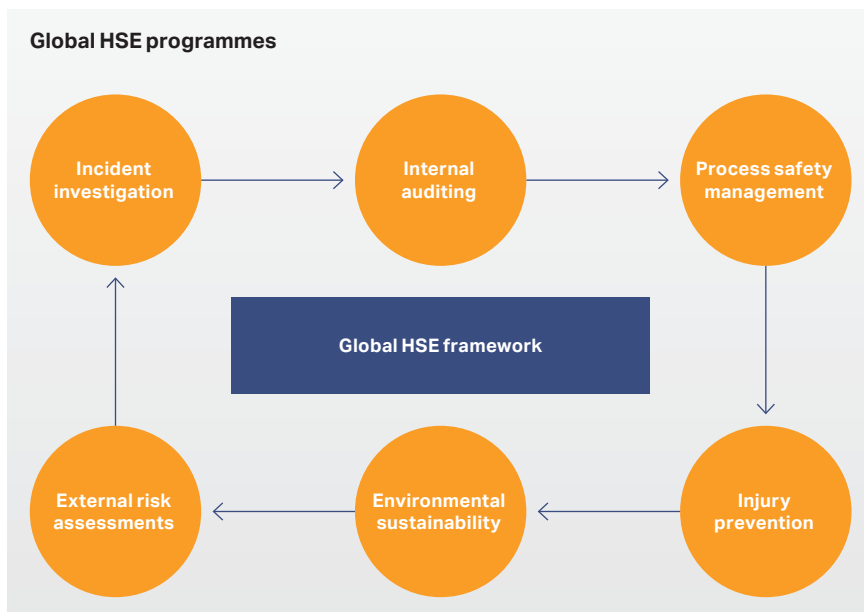 Global HSE programmes
Incident
investigation
Internal
auditing
Process safety
management
Global HSE framework
External risk
assessments
Environmental
sustainability
Injury
prevention